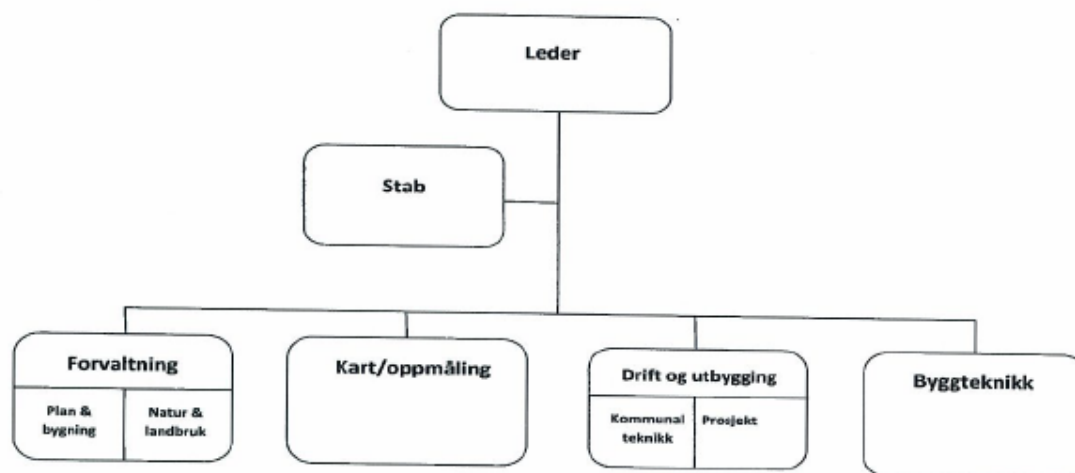 Leder
Stab
Forvaltning
Plan &
bygning
Natur &
landbruk
Kart/oppmåling
Drift og utbygging
Kommunal
teknikk
Prosjekt
Byggteknikk